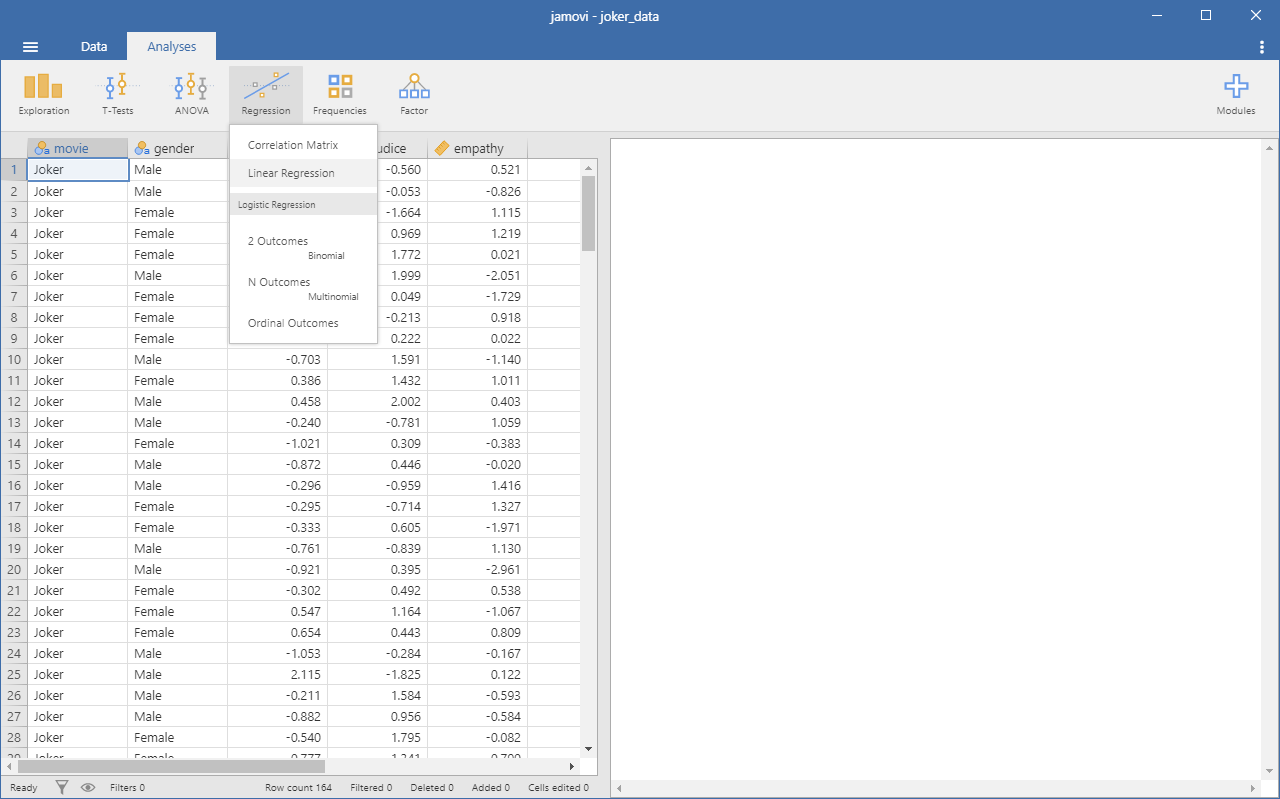 jamovi - joker_data
Data Analyses
Exploration T-Tests ANOVA Regression Frequencies Factor Modules
movie gender udice empathy
Correlation Matrix
Linear Regression
Logistic Regression
2 Outcomes
Binomial
N Outcomes
Multinomial
Ordinal Outcomes
1 Joker Male -0.560 0.521
2 Joker Male -0.053 -0.826
3 Joker Female -1.664 1.115
4 Joker Female 0.969 1.219
5 Joker Female 1.772 0.021
6 Joker Male 1.999 -2.051
7 Joker Female 0.049 -1.729
8 Joker Female -0.213 0.918
9 Joker Female 0.222 0.022
10 Joker Male -0.703 1.591 -1.140
11 Joker Female 0.386 1.432 1.011
12 Joker Male 0.458 2.002 0.403
13 Joker Male -0.240 -0.781 1.059
14 Joker Female -1.021 0.309 -0.383
15 Joker Male -0.872 0.446 -0.020
16 Joker Male -0.296 -0.959 1.416
17 Joker Female -0.295 -0.714 1.327
18 Joker Female -0.333 0.605 -1.971
19 Joker Male -0.761 -0.839 1.130
20 Joker Male -0.921 0.395 -2.961
21 Joker Female -0.302 0.492 0.538
22 Joker Female 0.547 1.164 -1.067
23 Joker Female 0.654 0.443 0.809
24 Joker Male -1.053 -0.284 -0.167
25 Joker Male 2.115 -1.825 0.122
26 Joker Male -0.211 1.584 -0.593
27 Joker Male -0.882 0.956 -0.584
28 Joker Female -0.540 1.795 -0.082
29 Joker Female
Ready Filters 0 Row count 164 Filtered 0 Deleted 0 Added 0 Cells edited 0